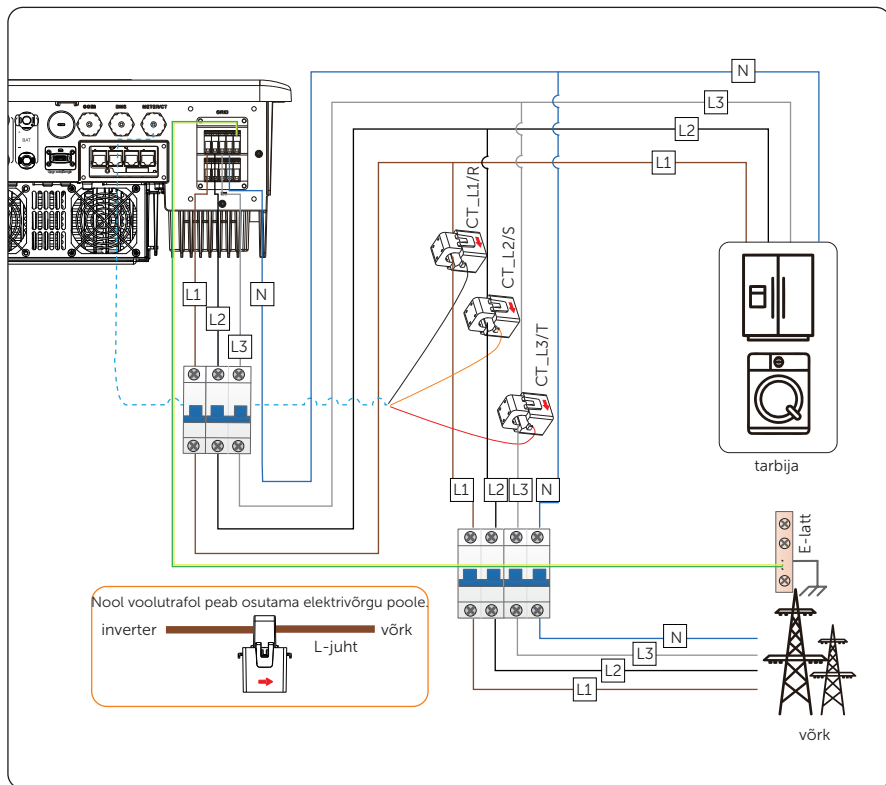 COM
DRM
METER/CT
GRID
BAT
N
L3
L2
L1
CT_L1/R
CT_L2/S
CT_L3/T
L1
L2
L3
N
tarbija
L1
L2
L3
N
E-latt
Nool voolutrafol peab osutama elektrivõrgu poole.
inverter
võrk
L-juht
N
L3
L2
L1
võrk